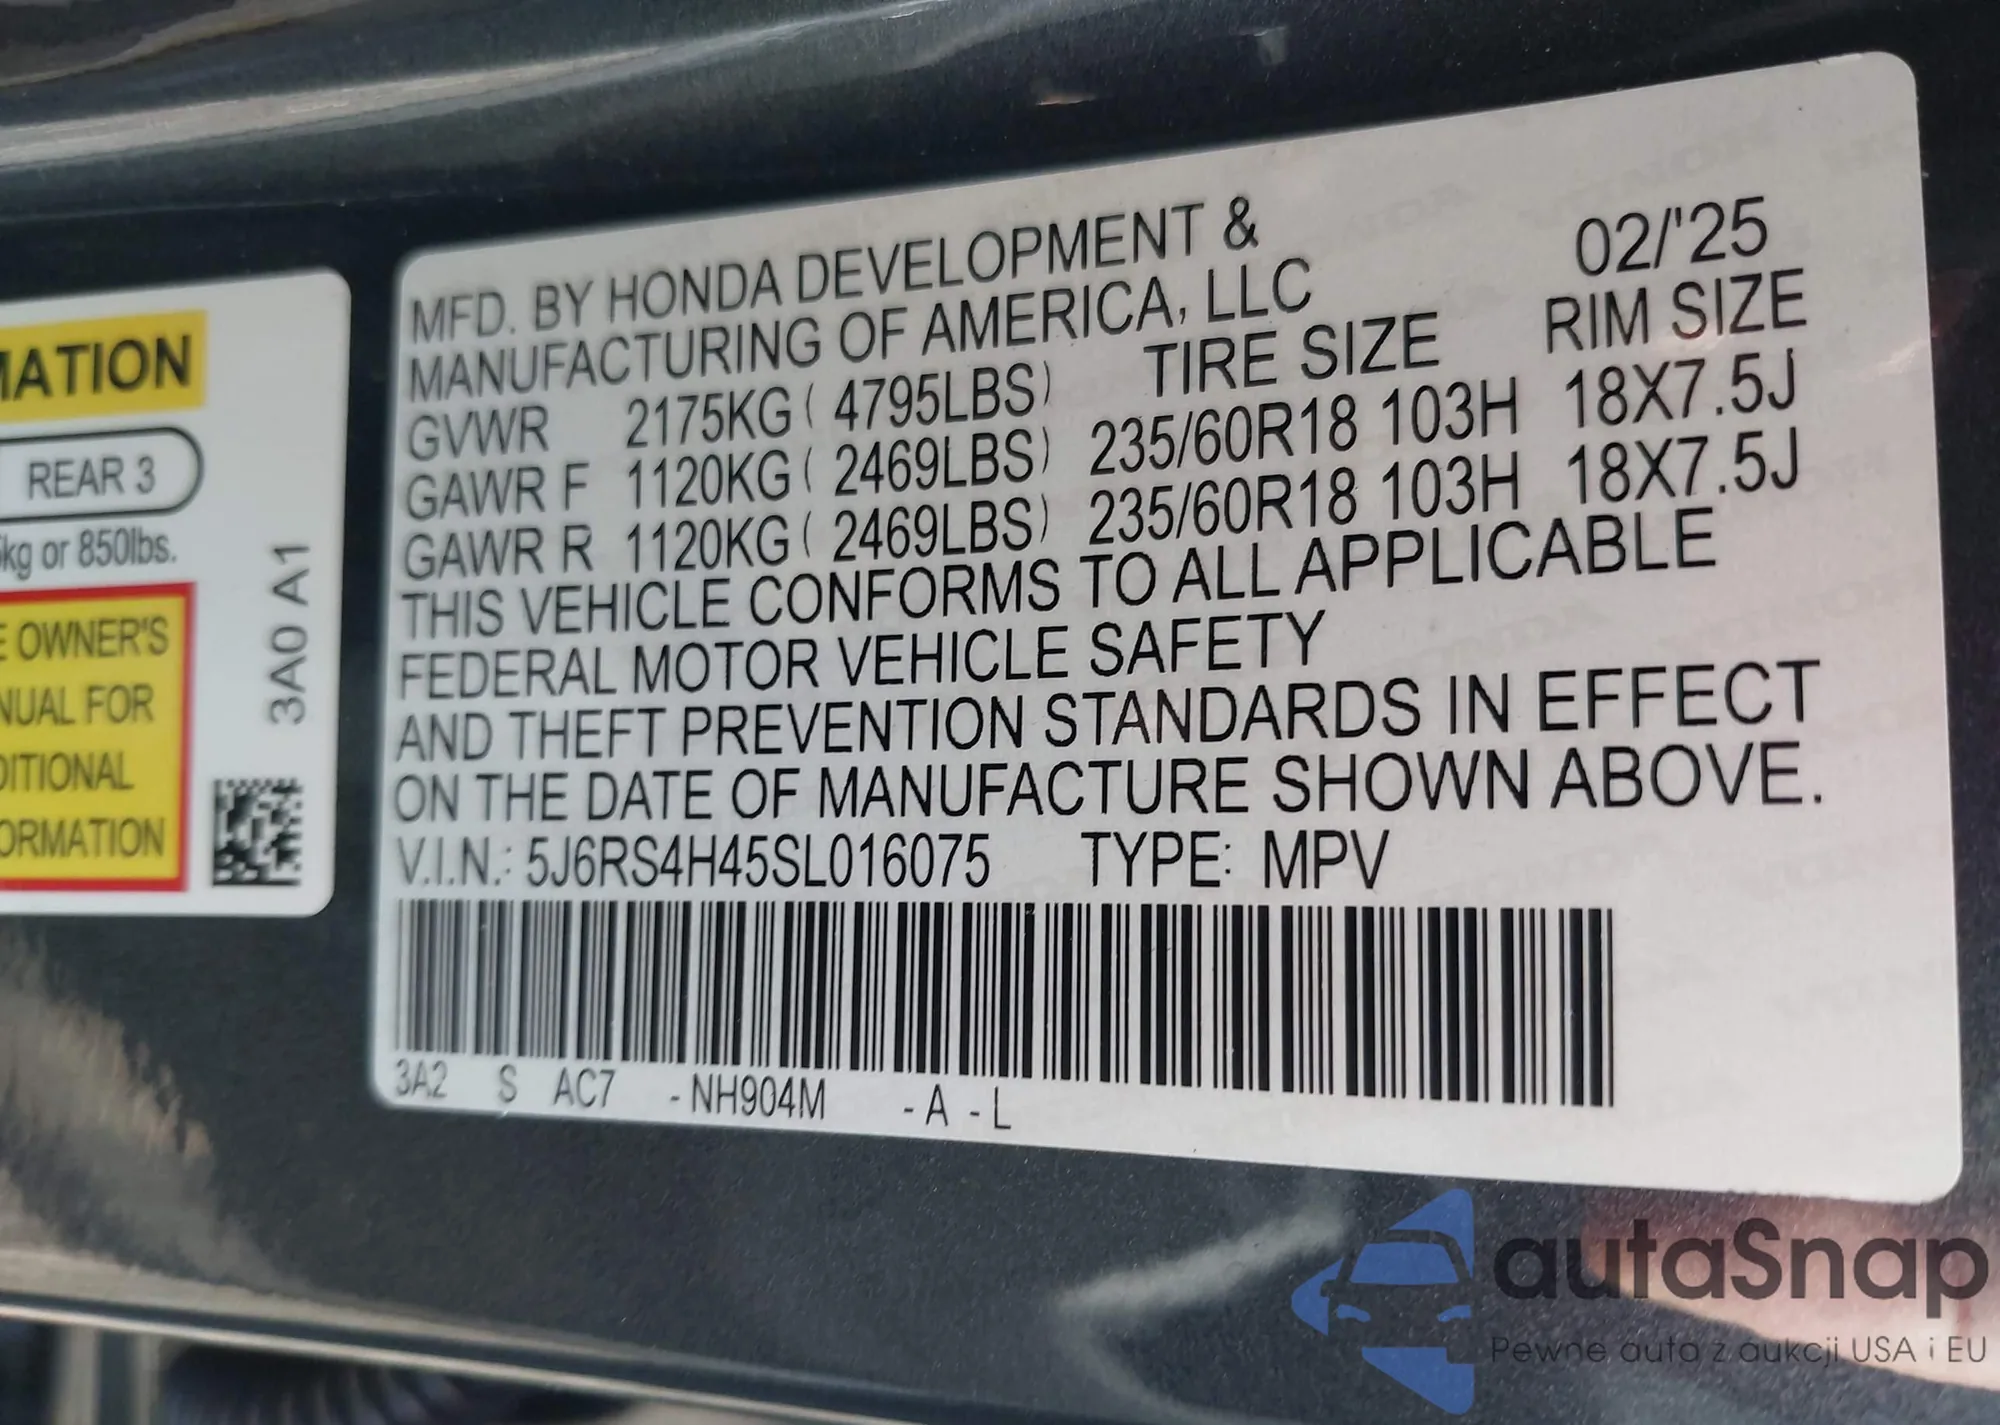 MATION
REAR 3
kg or 850lbs.
E OWNER'S
NUAL FOR
DITIONAL
ORMATION
3A0 A1
MFD. BY HONDA DEVELOPMENT & 02/'25
MANUFACTURING OF AMERICA, LLC
TIRE SIZE RIM SIZE
GVWR 2175KG ( 4795LBS)
GAWR F 1120KG ( 2469LBS) 235/60R18 103H 18X7.5J
GAWR R 1120KG ( 2469LBS) 235/60R18 103H 18X7.5J
THIS VEHICLE CONFORMS TO ALL APPLICABLE
FEDERAL MOTOR VEHICLE SAFETY
AND THEFT PREVENTION STANDARDS IN EFFECT
ON THE DATE OF MANUFACTURE SHOWN ABOVE.
V.I.N.: 5J6RS4H45SL016075 TYPE: MPV
3A2 S AC7 -NH904M -A -L
autaSnap
Pewne auta z aukcji USA i EU